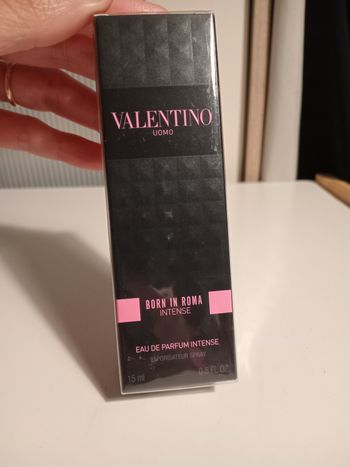 VALENTINO
UOMO
BORN IN ROMA
INTENSE
EAU DE PARFUM INTENSE
VAPORISATEUR SPRAY
15 ml 0.5 FL OZ